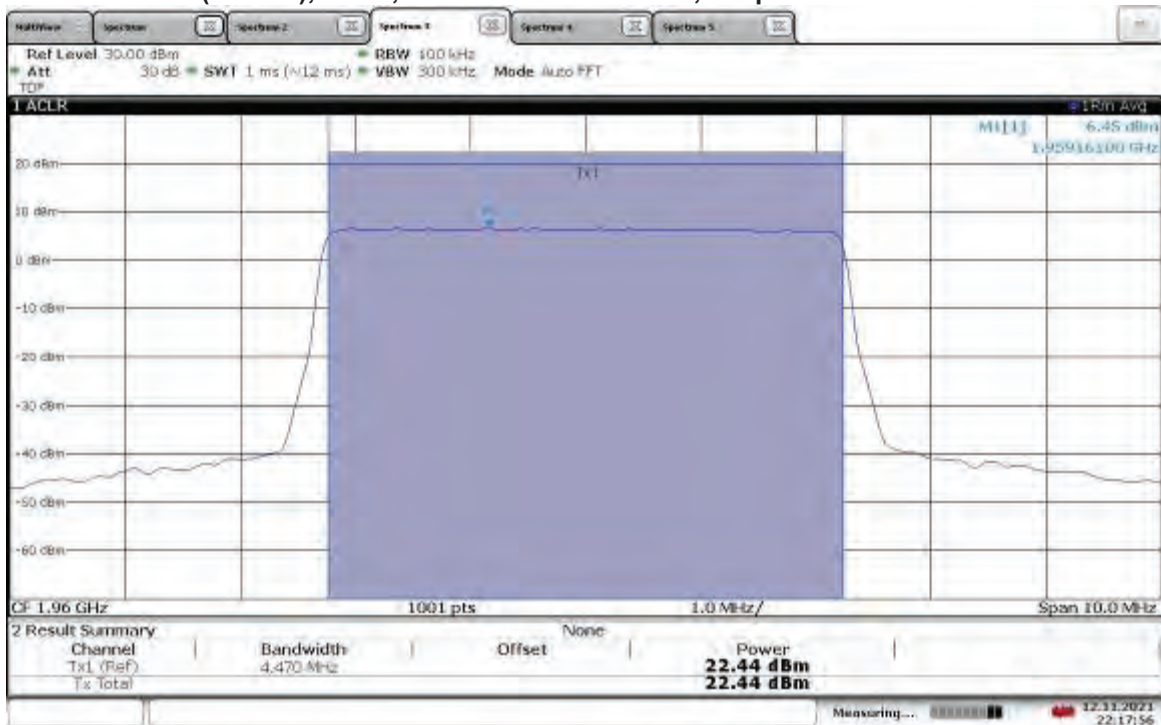 MultiView Spectrum Spectrum 2 Spectrum 3 Spectrum 4 Spectrum 5
Ref Level 30.00 dBm RBW 100 kHz
Att 30 dB SWT 1 ms (~12 ms) VBW 300 kHz Mode Auto FFT
TDF
1 ACLR 1Rm Avg
M1[1] 6.45 dBm
1.95916100 GHz
20 dBm
Tx1
10 dBm
0 dBm
-10 dBm
-20 dBm
-30 dBm
-40 dBm
-50 dBm
-60 dBm
CF 1.96 GHz 1001 pts 1.0 MHz/ Span 10.0 MHz
2 Result Summary None
Channel Bandwidth Offset Power
Tx1 (Ref) 4.470 MHz 22.44 dBm
Tx Total 22.44 dBm
Measuring... 12.11.2021
22:17:56